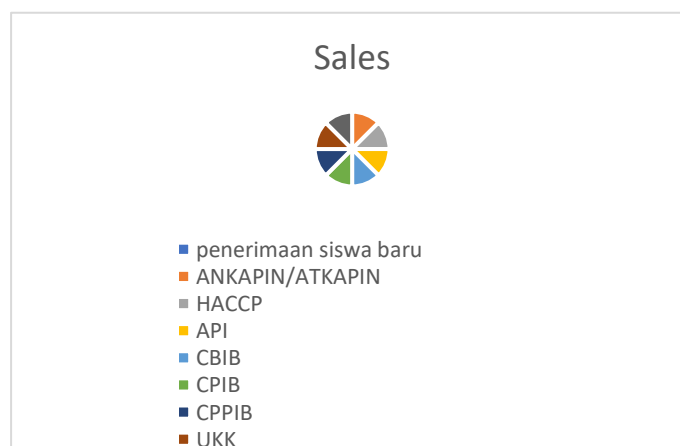 Sales
penerimaan siswa baru
ANKAPIN/ATKAPIN
HACCP
API
CBIB
CPIB
CPPIB
UKK